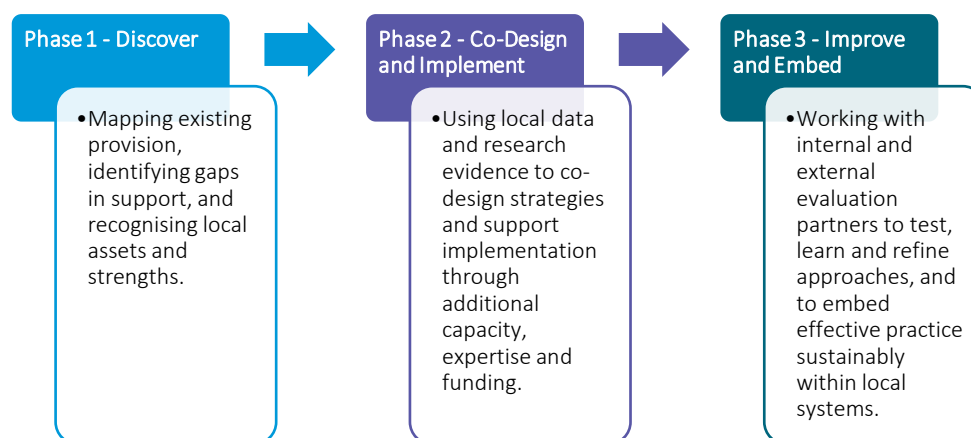 Phase 1 - Discover
•Mapping existing
provision,
identifying gaps
in support, and
recognising local
assets and
strengths.
Phase 2 - Co-Design
and Implement
•Using local data
and research
evidence to co-
design strategies
and support
implementation
through
additional
capacity,
expertise and
funding.
Phase 3 - Improve
and Embed
•Working with
internal and
external
evaluation
partners to test,
learn and refine
approaches, and
to embed
effective practice
sustainably
within local
systems.